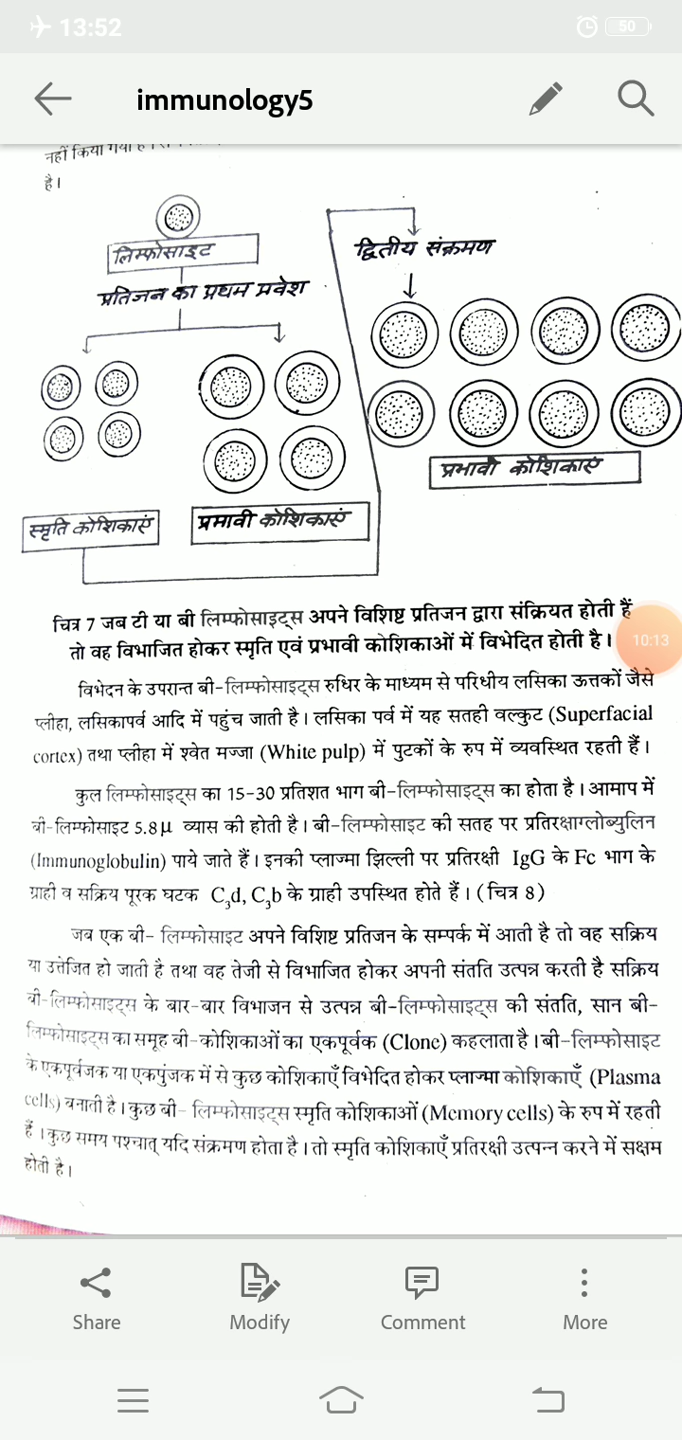 13:52
50
immunology5
नहीं किया गया है
है।
लिम्फोसाइट
प्रतिजन का प्रथम प्रवेश
द्वितीय संक्रमण
प्रभावी कोशिकाएं
स्मृति कोशिकाएं
प्रभावी कोशिकाएं
चित्र 7 जब टी या बी लिम्फोसाइट्स अपने विशिष्ट प्रतिजन द्वारा संक्रियत होती हैं
10:13
तो वह विभाजित होकर स्मृति एवं प्रभावी कोशिकाओं में विभेदित होती है।
विभेदन के उपरान्त बी-लिम्फोसाइट्स रुधिर के माध्यम से परिधीय लसिका ऊत्तकों जैसे
प्लीहा, लसिकापर्व आदि में पहुंच जाती है। लसिका पर्व में यह सतही वल्कुट (Superfacial
cortex) तथा प्लीहा में श्वेत मज्जा (White pulp) में पुटकों के रुप में व्यवस्थित रहती हैं।
कुल लिम्फोसाइट्स का 15-30 प्रतिशत भाग बी-लिम्फोसाइट्स का होता है। आमाप में
बी-लिम्फोसाइट 5.8µ व्यास की होती है। बी-लिम्फोसाइट की सतह पर प्रतिरक्षाग्लोब्युलिन
(Immunoglobulin) पाये जाते हैं। इनकी प्लाज्मा झिल्ली पर प्रतिरक्षी IgG के Fc भाग के
ग्राही व सक्रिय पूरक घटक C₃d, C₃b के ग्राही उपस्थित होते हैं। (चित्र 8)
जब एक बी- लिम्फोसाइट अपने विशिष्ट प्रतिजन के सम्पर्क में आती है तो वह सक्रिय
या उत्तेजित हो जाती है तथा वह तेजी से विभाजित होकर अपनी संतति उत्पन्न करती है सक्रिय
बी-लिम्फोसाइट्स के बार-बार विभाजन से उत्पन्न बी-लिम्फोसाइट्स की संतति, सान बी-
लिम्फोसाइट्स का समूह बी-कोशिकाओं का एकपूर्वक (Clone) कहलाता है। बी-लिम्फोसाइट
के एकपूर्वजक या एकपुंजक में से कुछ कोशिकाएँ विभेदित होकर प्लाज्मा कोशिकाएँ (Plasma
cells) बनाती है। कुछ बी- लिम्फोसाइट्स स्मृति कोशिकाओं (Memory cells) के रुप में रहती
हैं । कुछ समय पश्चात् यदि संक्रमण होता है। तो स्मृति कोशिकाएँ प्रतिरक्षी उत्पन्न करने में सक्षम
होती है।
Share
Modify
Comment
More